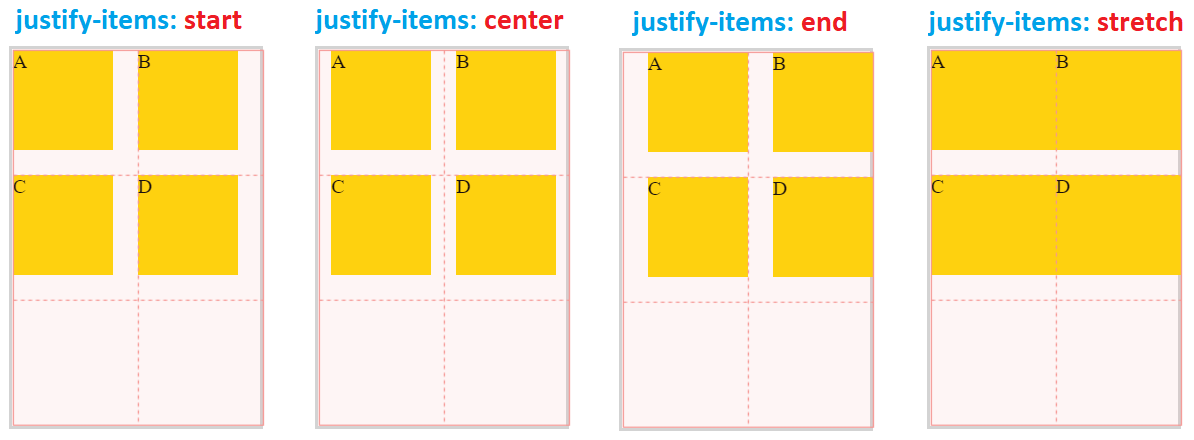 justify-items: start
A B
C D
justify-items: center
A B
C D
justify-items: end
A B
C D
justify-items: stretch
A B
C D